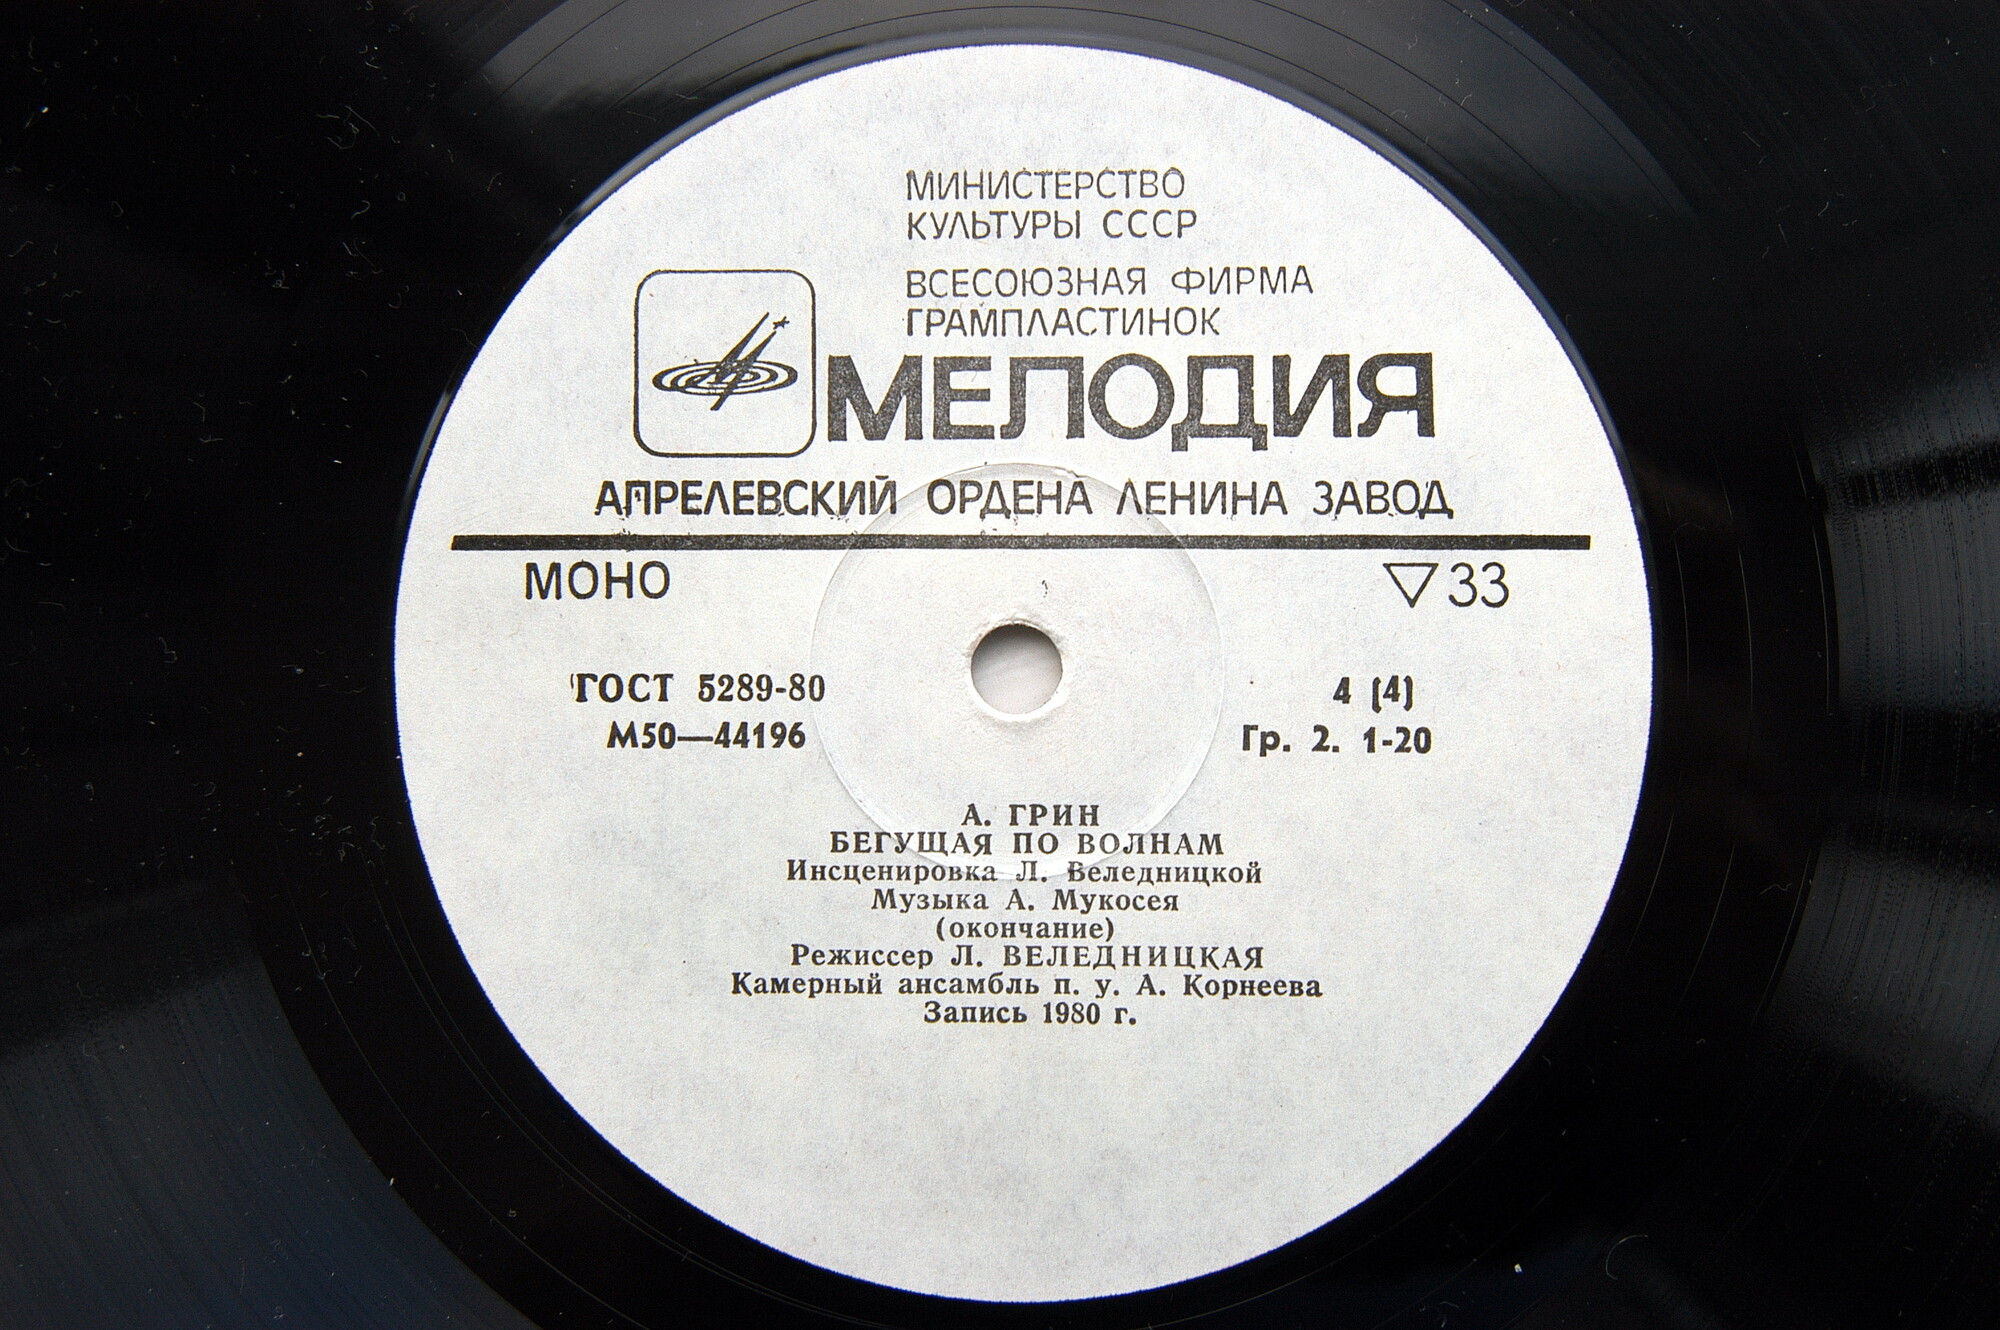 МИНИСТЕРСТВО
КУЛЬТУРЫ СССР
ВСЕСОЮЗНАЯ ФИРМА
ГРАМПЛАСТИНОК
МЕЛОДИЯ
АПРЕЛЕВСКИЙ ОРДЕНА ЛЕНИНА ЗАВОД
МОНО ▽33
ГОСТ 5289-80 4 (4)
М50—44196 Гр. 2. 1-20
А. ГРИН
БЕГУЩАЯ ПО ВОЛНАМ
Инсценировка Л. Веледницкой
Музыка А. Мукосея
(окончание)
Режиссер Л. ВЕЛЕДНИЦКАЯ
Камерный ансамбль п. у. А. Корнеева
Запись 1980 г.